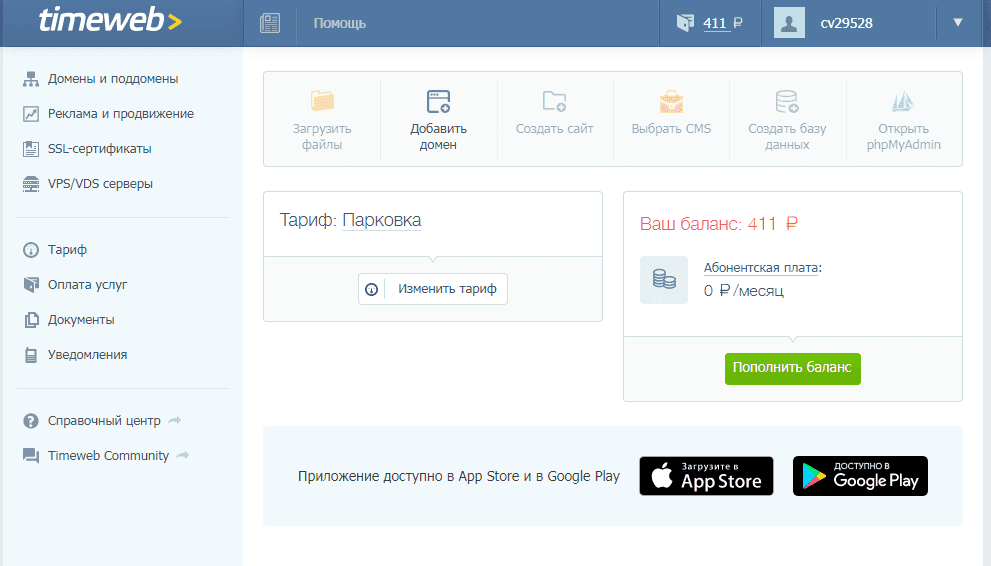 timeweb>
Помощь
411 ₽
cv29528
Домены и поддомены
Реклама и продвижение
SSL-сертификаты
VPS/VDS серверы
Тариф
Оплата услуг
Документы
Уведомления
Справочный центр
Timeweb Community
Загрузить
файлы
Добавить
домен
Создать сайт
Выбрать CMS
Создать базу
данных
Открыть
phpMyAdmin
Тариф: Парковка
Изменить тариф
Ваш баланс: 411 ₽
Абонентская плата:
0 ₽/месяц
Пополнить баланс
Приложение доступно в App Store и в Google Play
Загрузите в
App Store
ДОСТУПНО В
Google Play